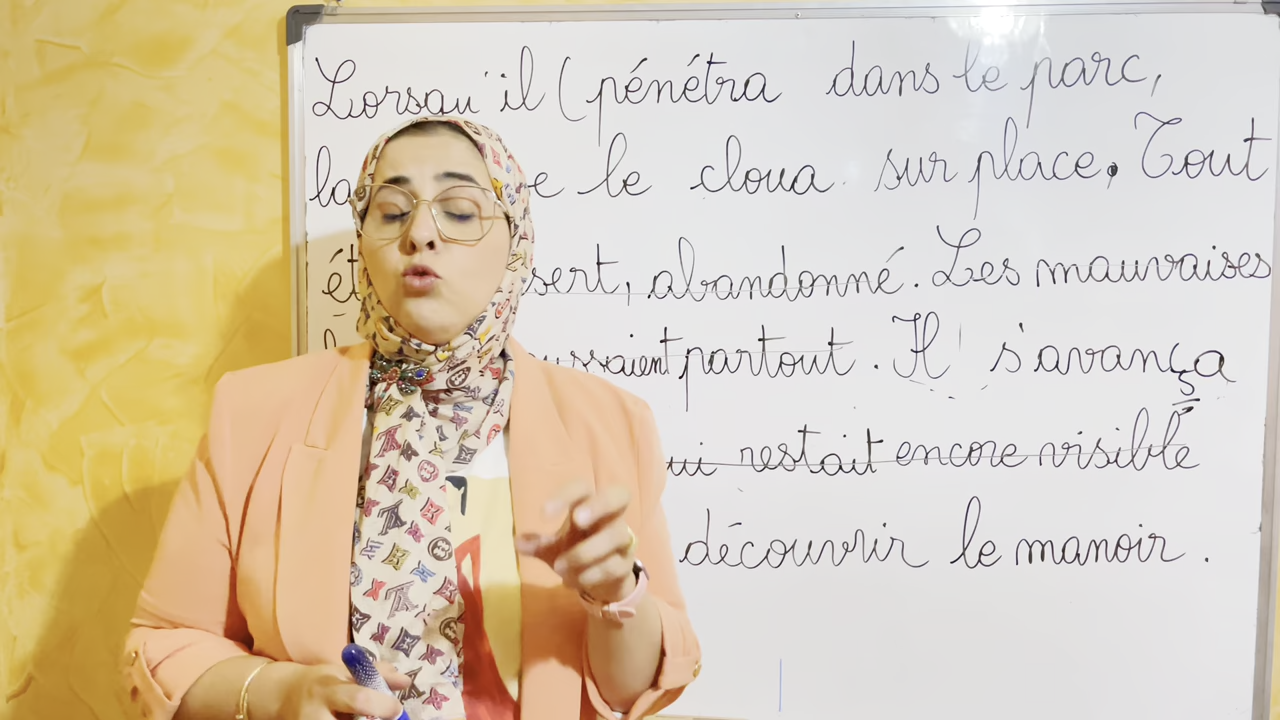 Lorsqu'il ( pénétra dans le parc,
le cloua sur place. Tout
abandonné. Les mauvaises
partout. Il s'avança
restait encore visible
découvrir le manoir.